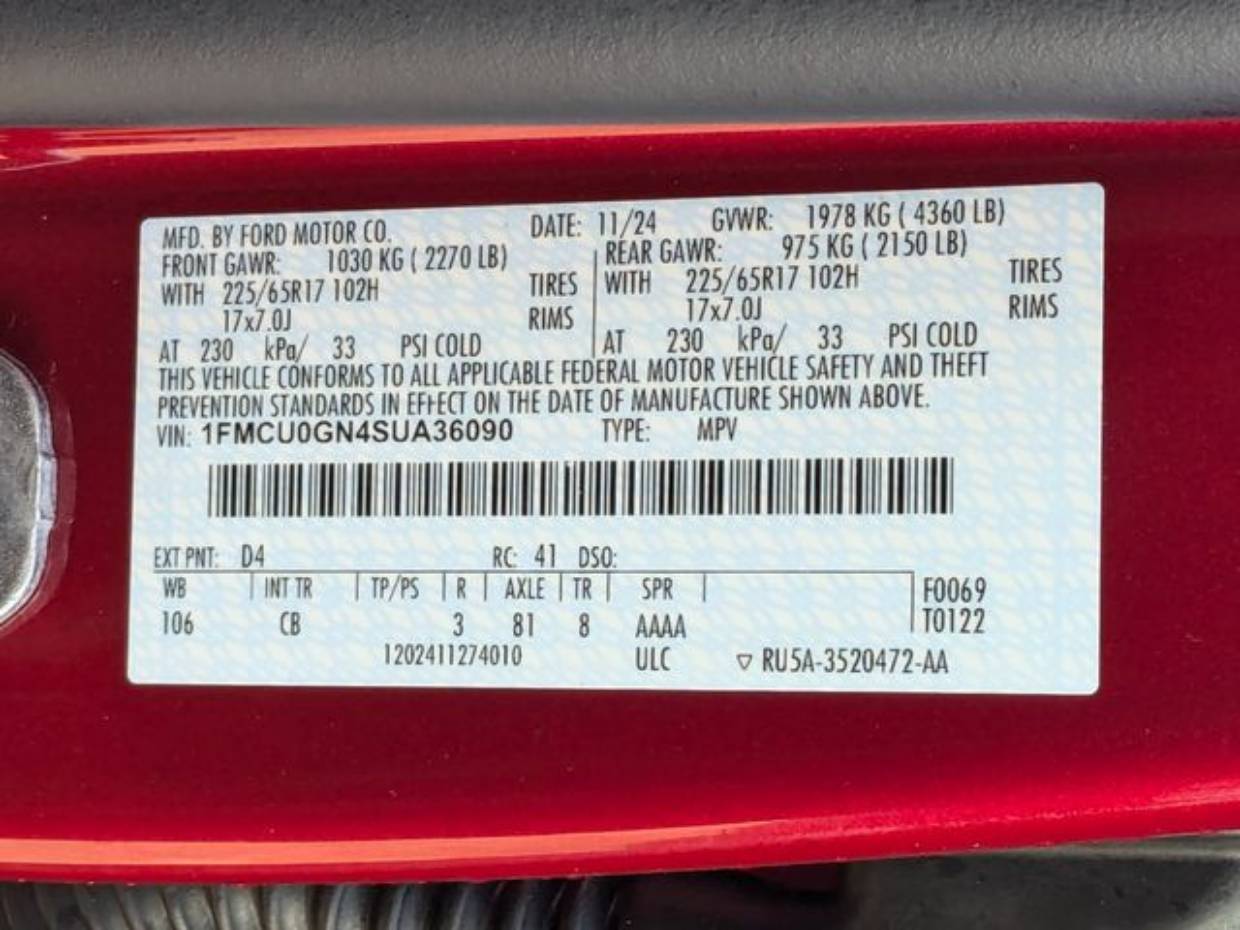 MFD. BY FORD MOTOR CO. DATE: 11/24 GVWR: 1978 KG ( 4360 LB)
FRONT GAWR: 1030 KG ( 2270 LB) REAR GAWR: 975 KG ( 2150 LB)
WITH 225/65R17 102H TIRES WITH 225/65R17 102H TIRES
17x7.0J RIMS 17x7.0J RIMS
AT 230 kPa/ 33 PSI COLD AT 230 kPa/ 33 PSI COLD
THIS VEHICLE CONFORMS TO ALL APPLICABLE FEDERAL MOTOR VEHICLE SAFETY AND THEFT
PREVENTION STANDARDS IN EFFECT ON THE DATE OF MANUFACTURE SHOWN ABOVE.
VIN: 1FMCU0GN4SUA36090 TYPE: MPV
EXT PNT: D4 RC: 41 DSO:
WB INT TR TP/PS R AXLE TR SPR F0069
106 CB 3 81 8 AAAA T0122
1202411274010 ULC ▽ RU5A-3520472-AA